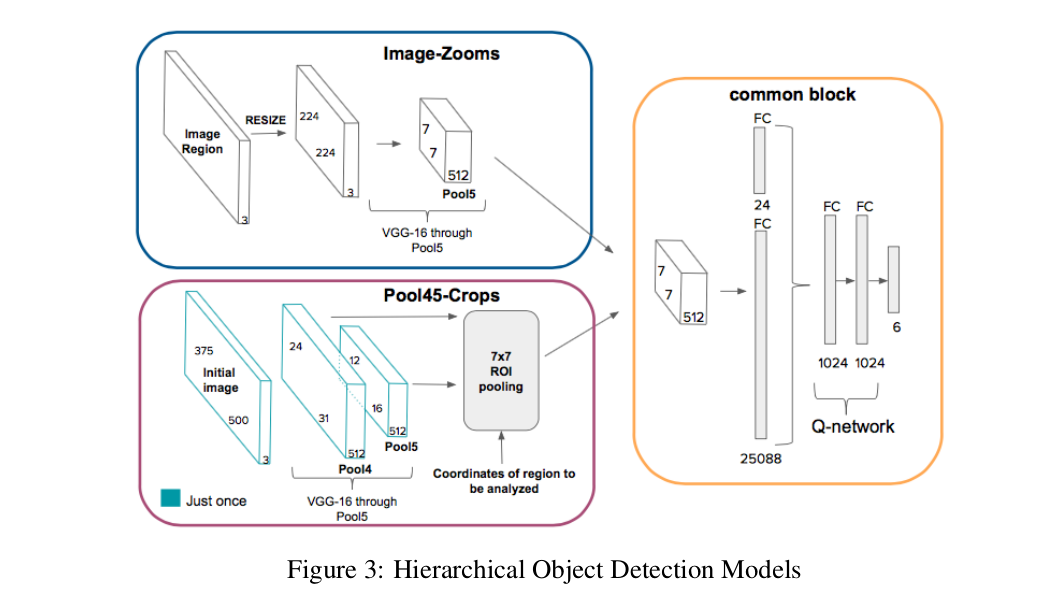 Image-Zooms
Image
Region
3
RESIZE
224
224
3
7
7
512
Pool5
VGG-16 through
Pool5
Pool45-Crops
375
Initial
image
500
3
24
31
512
Pool4
12
16
512
Pool5
VGG-16 through
Pool5
7x7
ROI
pooling
Coordinates of region to
be analyzed
Just once
common block
7
7
512
FC
24
FC
25088
FC
1024
FC
1024
6
Q-network
Figure 3: Hierarchical Object Detection Models